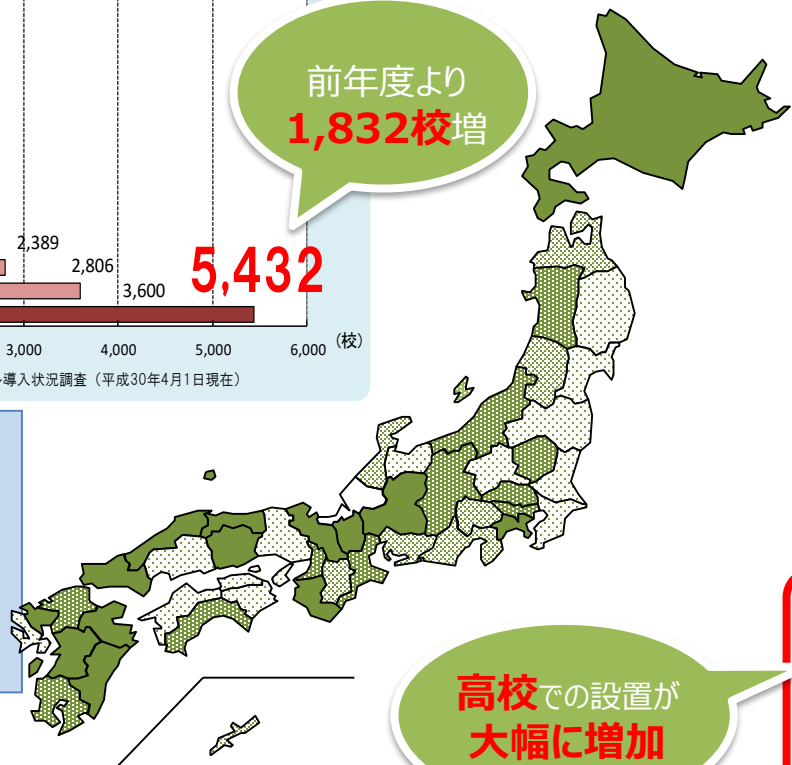 前年度より
1,832校増
2,389
2,806
3,600
5,432
3,000
4,000
5,000
6,000
(校)
導入状況調査（平成30年4月1日現在）
高校での設置が
大幅に増加